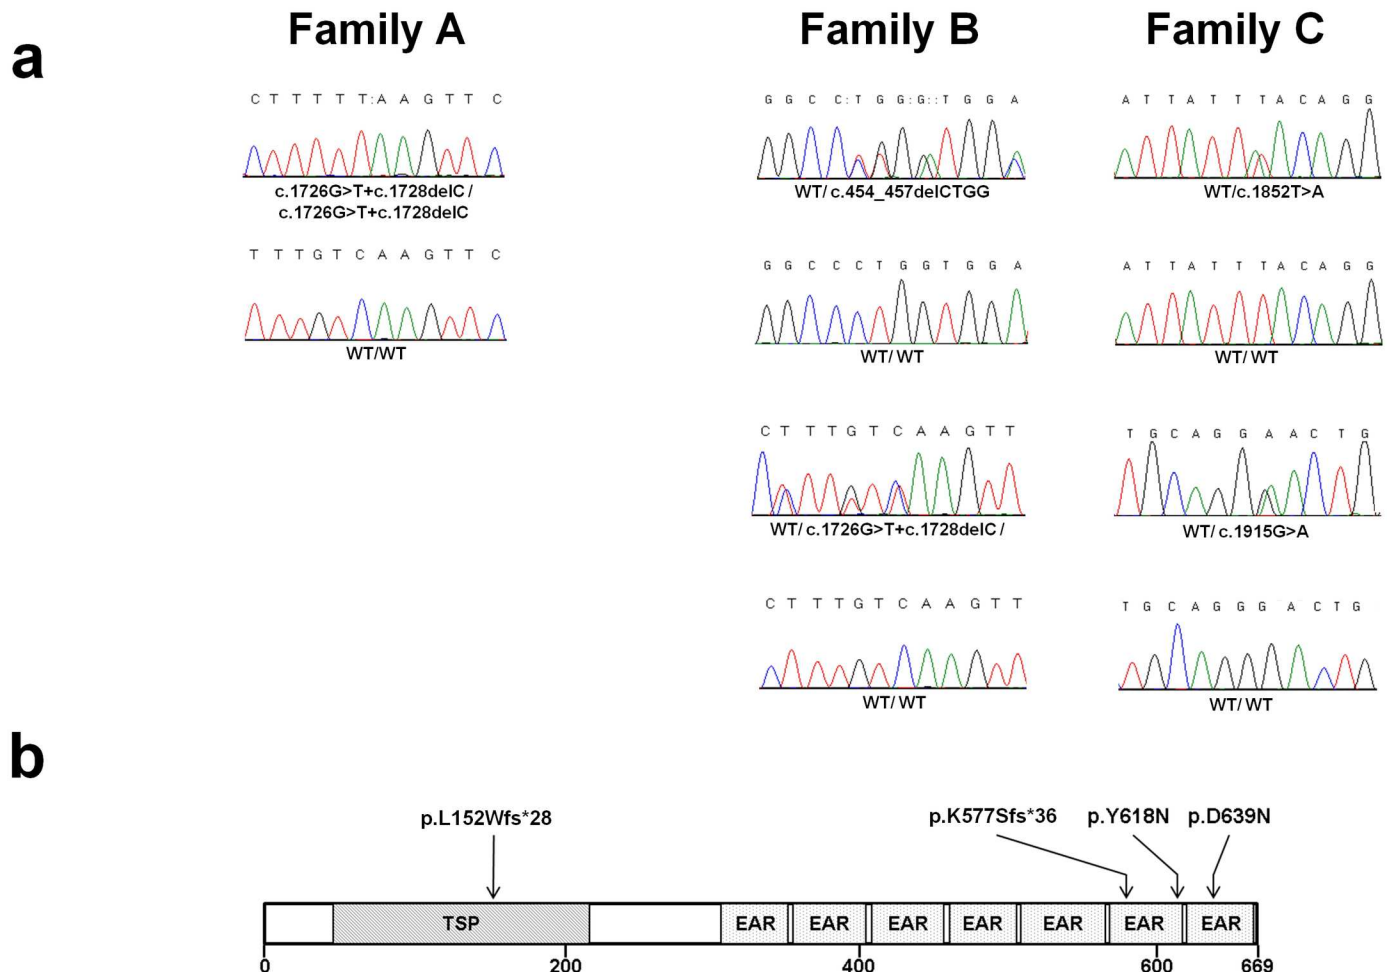 a
Family A
Family B
Family C
C T T T T T:A A G T T C
c.1726G>T+c.1728delC /
c.1726G>T+c.1728delC
T T T G T C A A G T T C
WT/WT
G G C C:T G G:G::T G G A
WT/ c.454_457delCTGG
G G C C C T G G T G G A
WT/ WT
C T T T G T C A A G T T
WT/ c.1726G>T+c.1728delC /
C T T T G T C A A G T T
WT/ WT
A T T A T T T A C A G G
WT/c.1852T>A
A T T A T T T A C A G G
WT/ WT
T G C A G G A A C T G
WT/ c.1915G>A
T G C A G G G A C T G
WT/ WT
b
p.L152Wfs*28
p.K577Sfs*36
p.Y618N
p.D639N
TSP
EAR
EAR
EAR
EAR
EAR
EAR
EAR
0
200
400
600
669